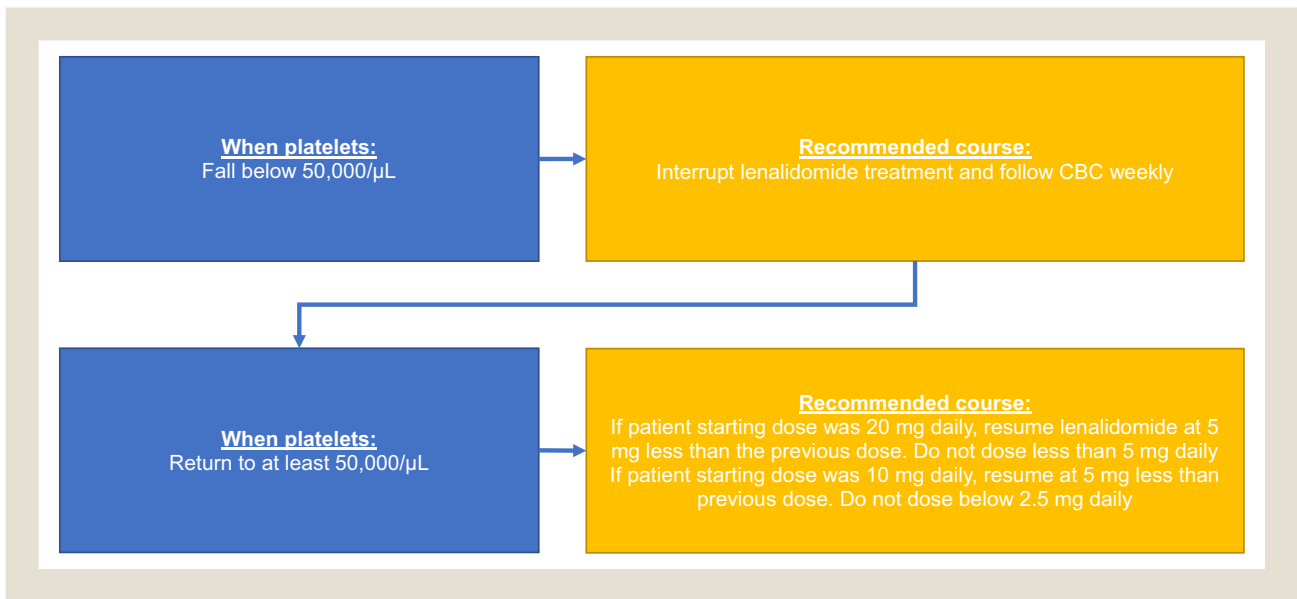 When platelets:
Fall below 50,000/µL
Recommended course:
Interrupt lenalidomide treatment and follow CBC weekly
When platelets:
Return to at least 50,000/µL
Recommended course:
If patient starting dose was 20 mg daily, resume lenalidomide at 5
mg less than the previous dose. Do not dose less than 5 mg daily
If patient starting dose was 10 mg daily, resume at 5 mg less than
previous dose. Do not dose below 2.5 mg daily